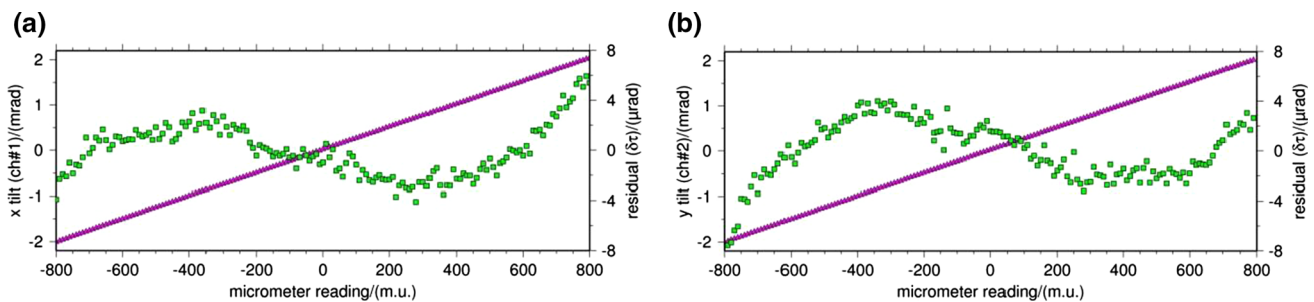 (a)
x tilt (ch#1)/(mrad)
2
1
0
-1
-2
8
4
0
-4
-8
residual (δτ)/(μrad)
-800 -600 -400 -200 0 200 400 600 800
micrometer reading/(m.u.)
(b)
y tilt (ch#2)/(mrad)
2
1
0
-1
-2
8
4
0
-4
-8
residual (δτ)/(μrad)
-800 -600 -400 -200 0 200 400 600 800
micrometer reading/(m.u.)